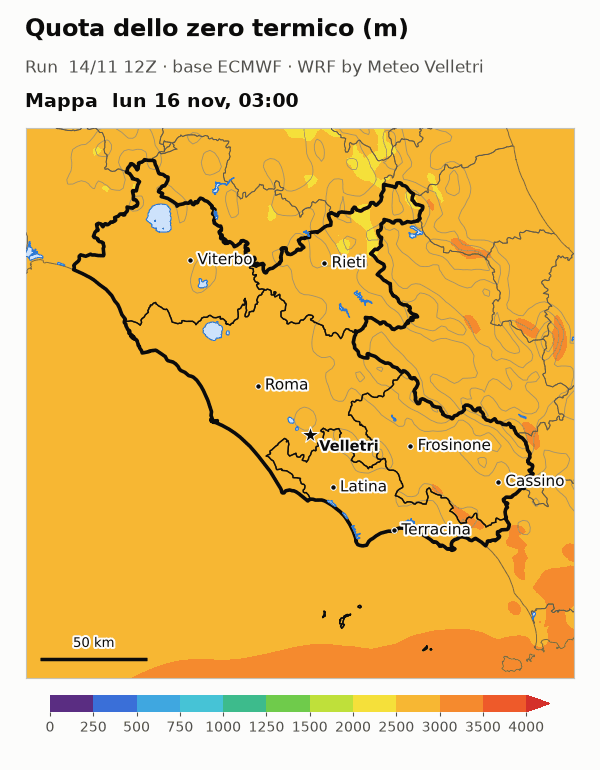 Quota dello zero termico (m)
Run 14/11 12Z · base ECMWF · WRF by Meteo Velletri
Mappa lun 16 nov, 03:00
Viterbo
Rieti
Roma
Velletri
Frosinone
Cassino
Latina
Terracina
50 km
0 250 500 750 1000 1250 1500 2000 2500 3000 3500 4000